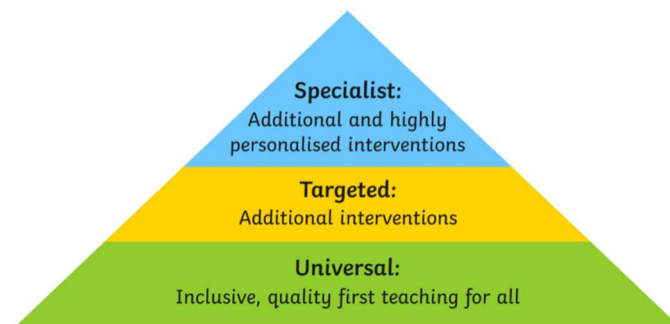 Specialist:
Additional and highly
personalised interventions
Targeted:
Additional interventions
Universal:
Inclusive, quality first teaching for all